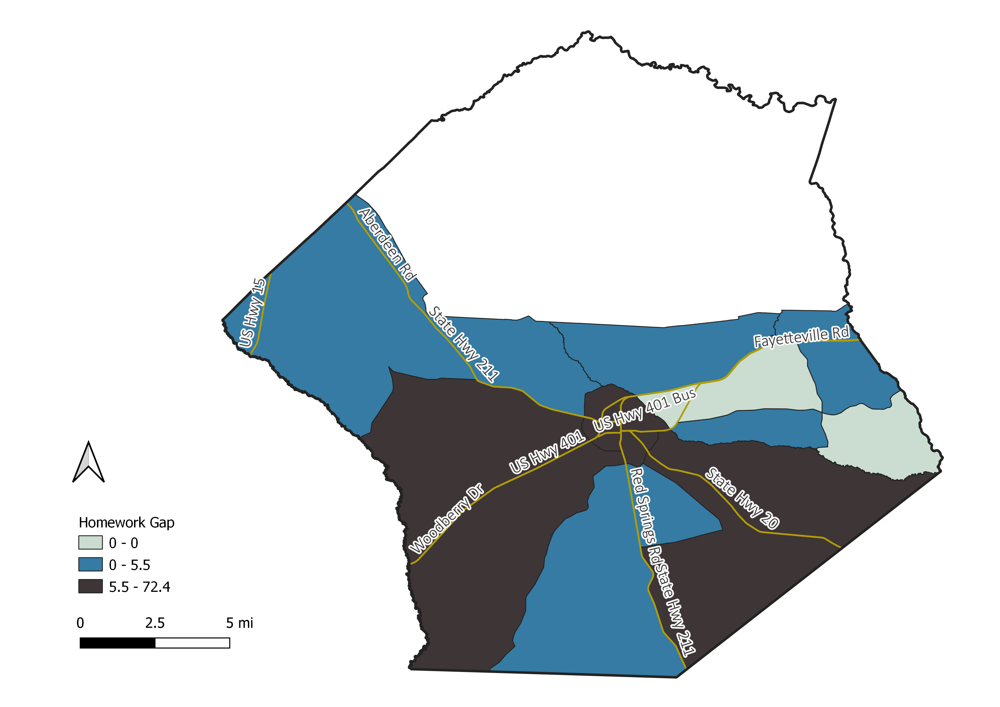 Aberdeen Rd
US Hwy 15
State Hwy 211
Fayetteville Rd
US Hwy 401 Bus
US Hwy 401
Woodberry Dr
Red Springs Rd
State Hwy 20
State Hwy 211
Homework Gap
0 - 0
0 - 5.5
5.5 - 72.4
0 2.5 5 mi